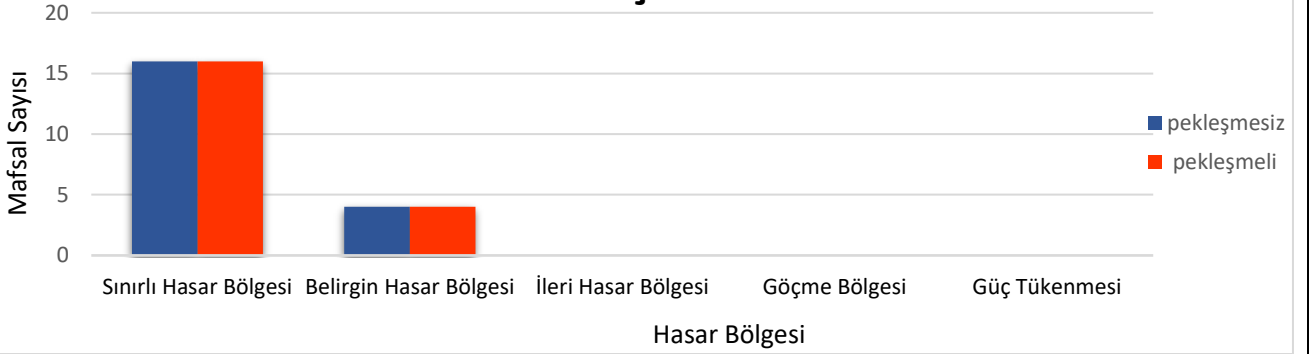 20
15
10
5
0
Mafsal Sayısı
pekleşmesiz
pekleşmeli
Sınırlı Hasar Bölgesi Belirgin Hasar Bölgesi İleri Hasar Bölgesi Göçme Bölgesi Güç Tükenmesi
Hasar Bölgesi